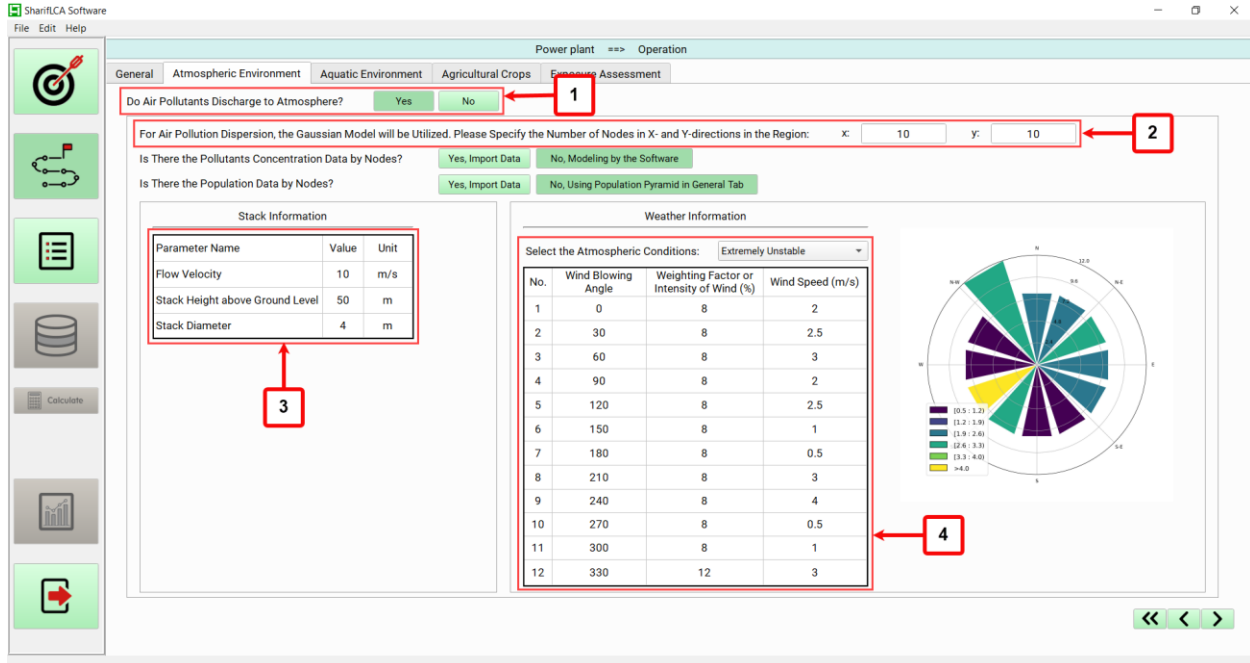 SharifLCA Software
File Edit Help
Power plant ==> Operation
General Atmospheric Environment Aquatic Environment Agricultural Crops Exposure Assessment
Do Air Pollutants Discharge to Atmosphere? Yes No
1
For Air Pollution Dispersion, the Gaussian Model will be Utilized. Please Specify the Number of Nodes in X- and Y-directions in the Region: x: 10 y: 10
2
Is There the Pollutants Concentration Data by Nodes? Yes, Import Data No, Modeling by the Software
Is There the Population Data by Nodes? Yes, Import Data No, Using Population Pyramid in General Tab
Stack Information
Parameter Name Value Unit
Flow Velocity 10 m/s
Stack Height above Ground Level 50 m
Stack Diameter 4 m
3
Weather Information
Select the Atmospheric Conditions: Extremely Unstable
No. Wind Blowing Angle Weighting Factor or Intensity of Wind (%) Wind Speed (m/s)
1 0 8 2
2 30 8 2.5
3 60 8 3
4 90 8 2
5 120 8 2.5
6 150 8 1
7 180 8 0.5
8 210 8 3
9 240 8 4
10 270 8 0.5
11 300 8 1
12 330 12 3
4
N
12.0
9.6
N-W
N-E
W
E
S-E
S
[0.5 : 1.2)
[1.2 : 1.9)
[1.9 : 2.6)
[2.6 : 3.3)
[3.3 : 4.0)
>4.0
Calculate